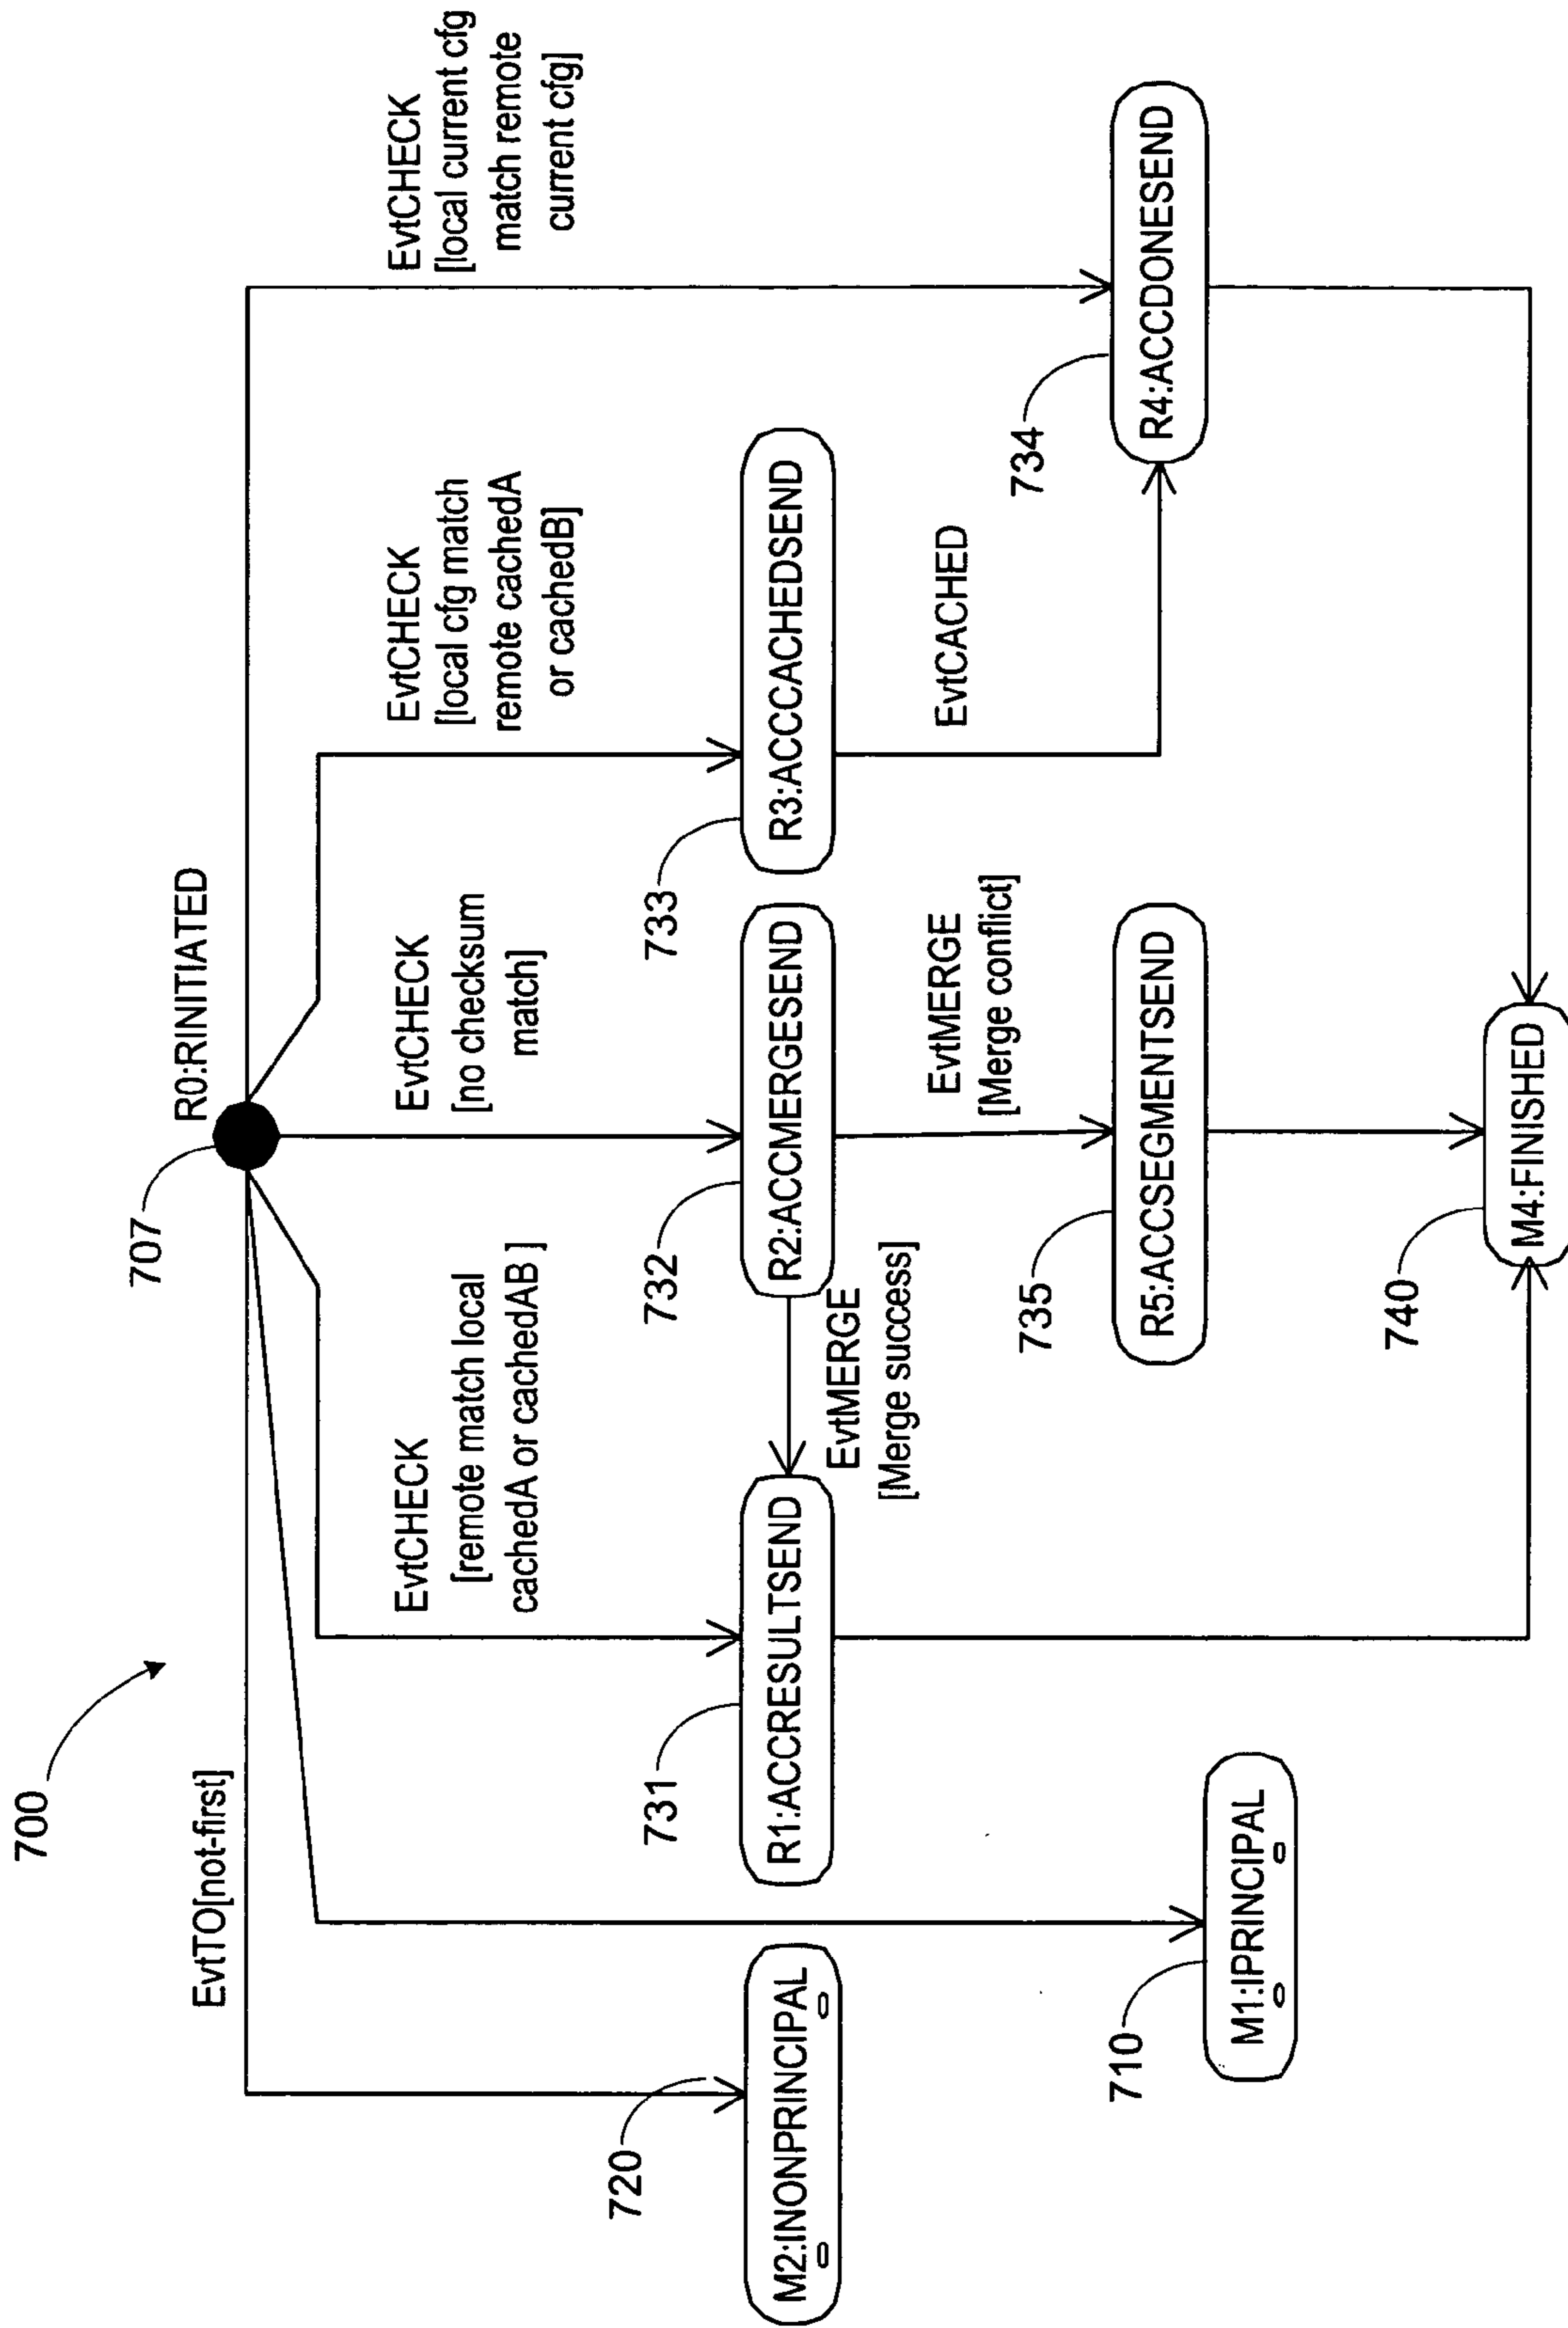 700
707
R0:RINITIATED
EvtTO[not-first]
EvtCHECK
[remote match local
cachedA or cachedAB ]
EvtCHECK
[no checksum
match]
EvtCHECK
[local cfg match
remote cachedA
or cachedB]
EvtCHECK
[local current cfg
match remote
current cfg]
720
M2:INONPRINCIPAL
731
R1:ACCRESULTSEND
732
R2:ACCMERGESEND
733
R3:ACCCACHEDSEND
EvtMERGE
[Merge success]
EvtMERGE
[Merge conflict]
EvtCACHED
710
M1:IPRINCIPAL
735
R5:ACCSEGMENTSEND
734
R4:ACCDONESEND
740
M4:FINISHED